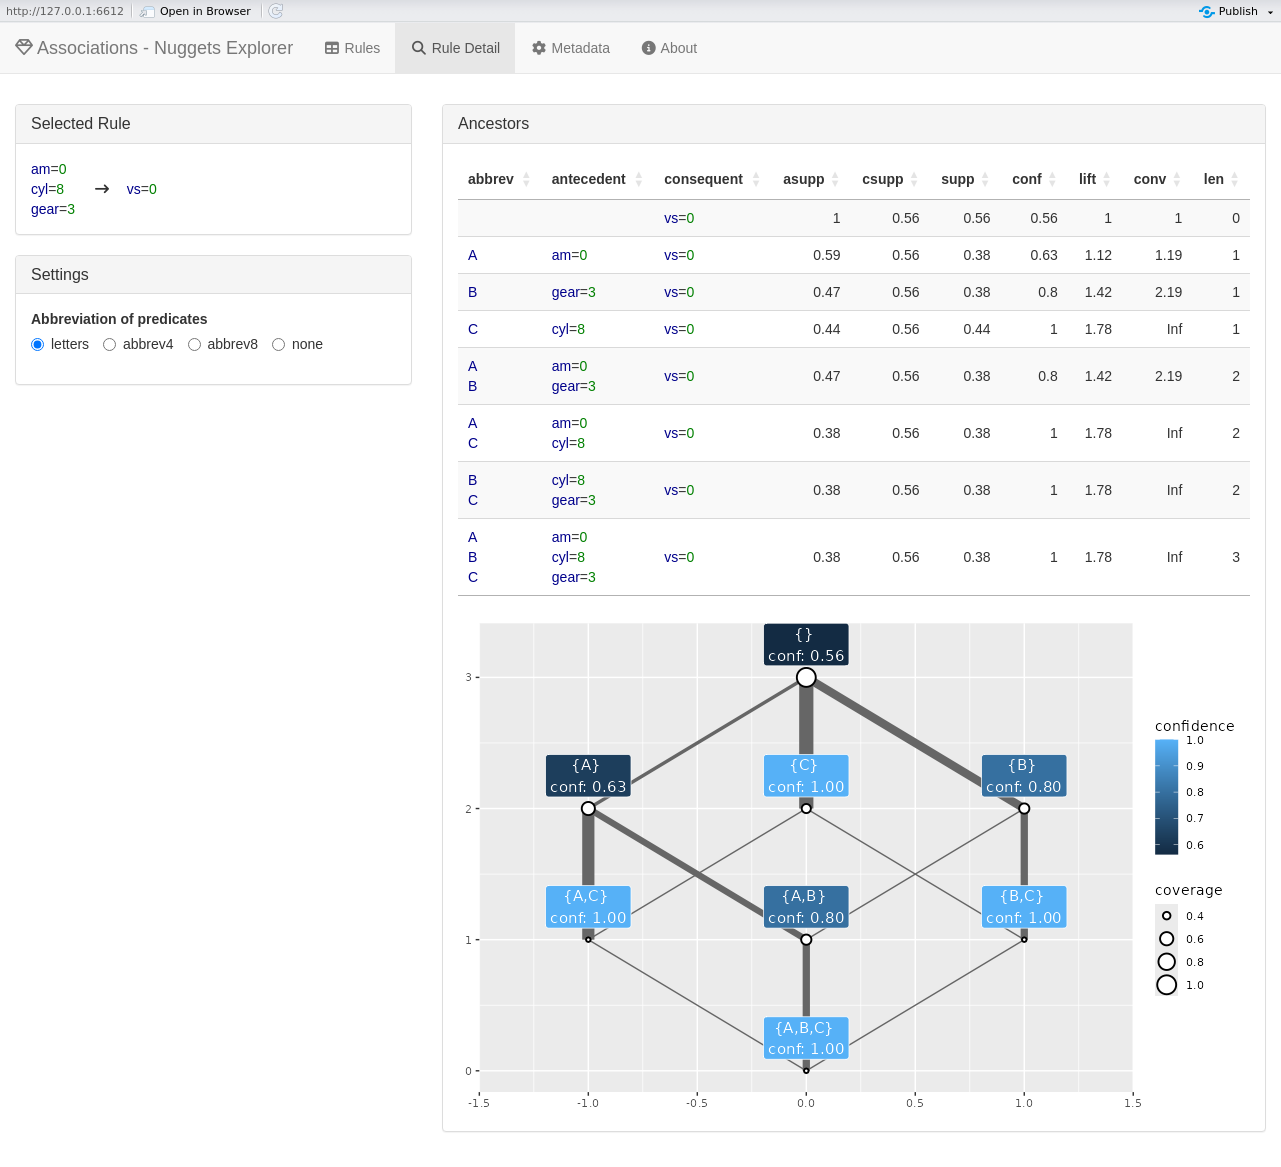 http://127.0.0.1:6612 Open in Browser Publish
Associations - Nuggets Explorer Rules Rule Detail Metadata About
Selected Rule
am=0
cyl=8 → vs=0
gear=3
Settings
Abbreviation of predicates
letters abbrev4 abbrev8 none
Ancestors
abbrev antecedent consequent asupp csupp supp conf lift conv len
vs=0 1 0.56 0.56 0.56 1 1 0
A am=0 vs=0 0.59 0.56 0.38 0.63 1.12 1.19 1
B gear=3 vs=0 0.47 0.56 0.38 0.8 1.42 2.19 1
C cyl=8 vs=0 0.44 0.56 0.44 1 1.78 Inf 1
A am=0
B gear=3 vs=0 0.47 0.56 0.38 0.8 1.42 2.19 2
A am=0
C cyl=8 vs=0 0.38 0.56 0.38 1 1.78 Inf 2
B cyl=8
C gear=3 vs=0 0.38 0.56 0.38 1 1.78 Inf 2
A am=0
B cyl=8 vs=0 0.38 0.56 0.38 1 1.78 Inf 3
C gear=3
{}
conf: 0.56
3
{A} {C} {B}
conf: 0.63 conf: 1.00 conf: 0.80
2
{A,C} {A,B} {B,C}
conf: 1.00 conf: 0.80 conf: 1.00
1
{A,B,C}
conf: 1.00
0
-1.5 -1.0 -0.5 0.0 0.5 1.0 1.5
confidence
1.0
0.9
0.8
0.7
0.6
coverage
0.4
0.6
0.8
1.0